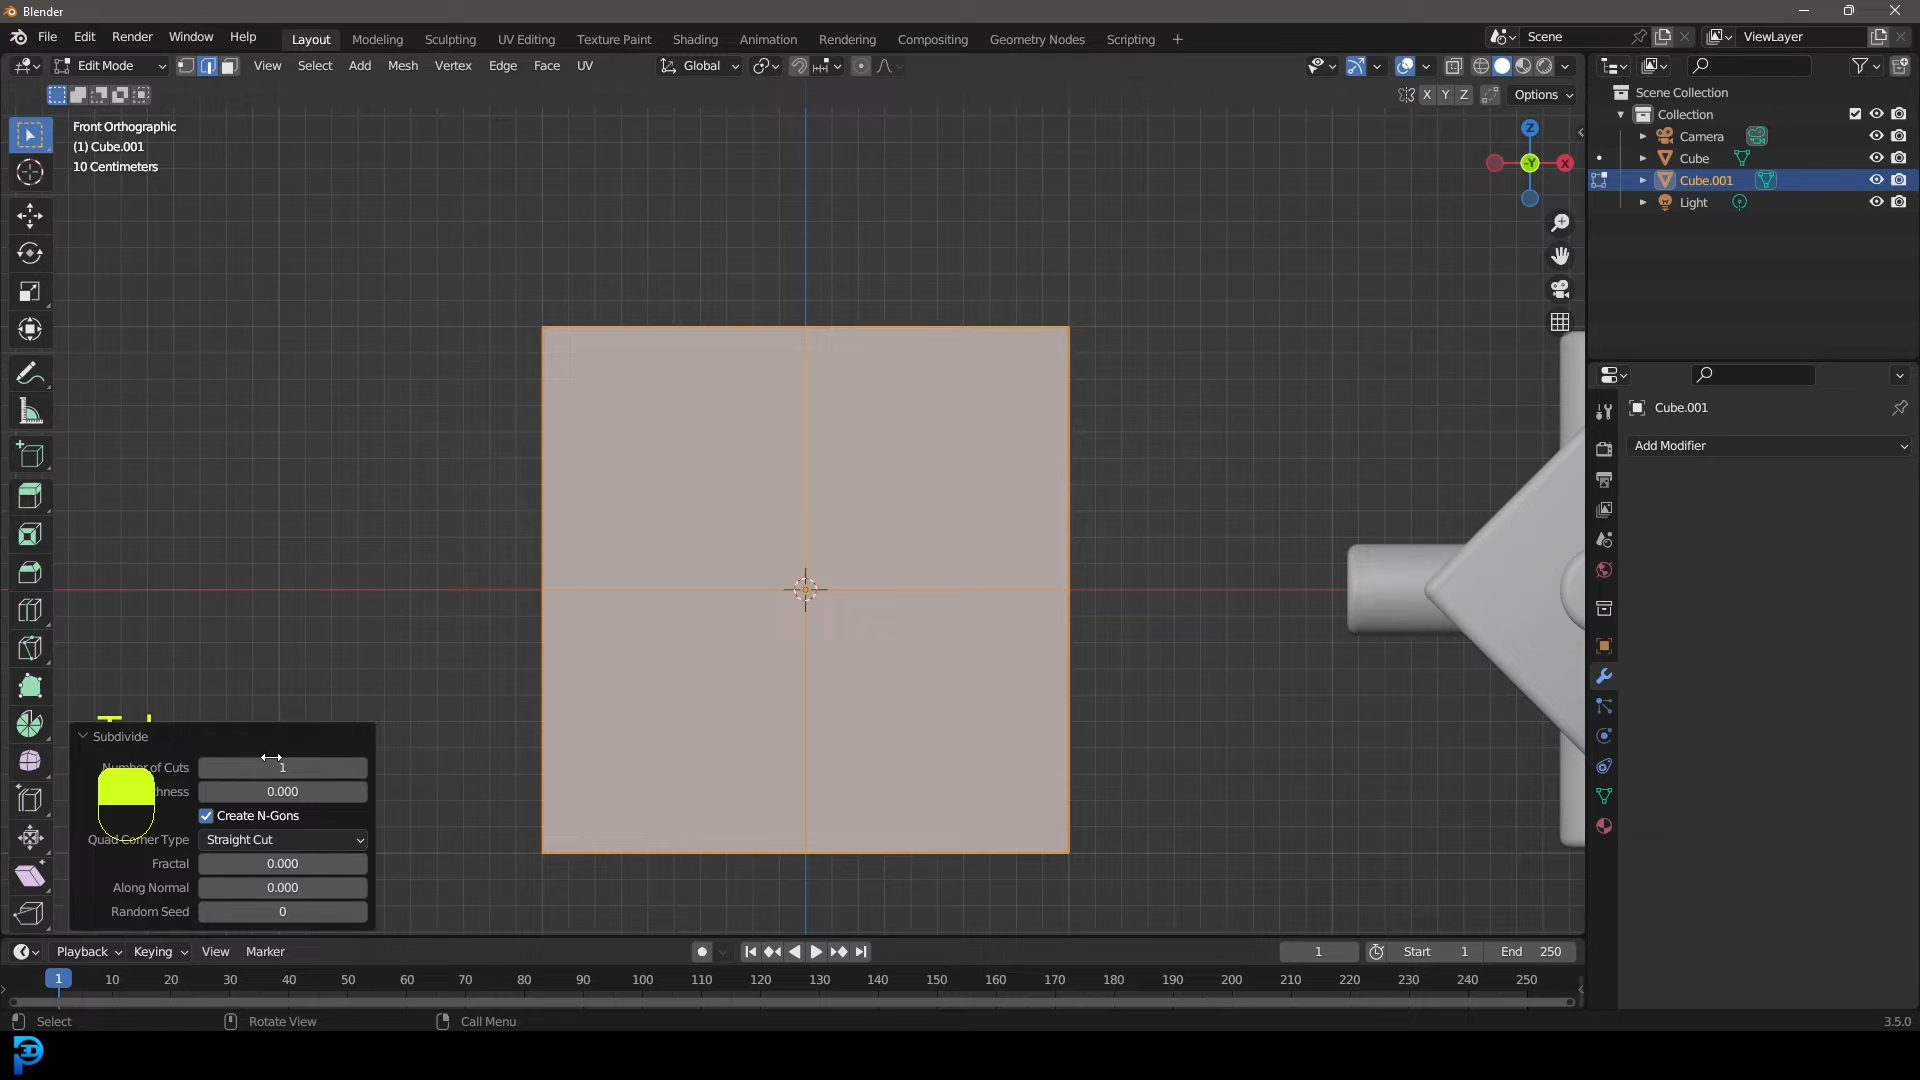 Blender
File Edit Render Window Help Layout Modeling Sculpting UV Editing Texture Paint Shading Animation Rendering Compositing Geometry Nodes Scripting + Scene ViewLayer
Edit Mode View Select Add Mesh Vertex Edge Face UV Global
X Y Z Options
Front Orthographic
(1) Cube.001
10 Centimeters
Z
-Y X
Scene Collection
Collection
Camera
Cube
Cube.001
Light
Cube.001
Add Modifier
Subdivide
Number of Cuts 1
0.000
Create N-Gons
Quad Corner Type Straight Cut
Fractal 0.000
Along Normal 0.000
Random Seed 0
Playback Keying View Marker 1 Start 1 End 250
1 10 20 30 40 50 60 70 80 90 100 110 120 130 140 150 160 170 180 190 200 210 220 230 240 250
Select Rotate View Call Menu 3.5.0